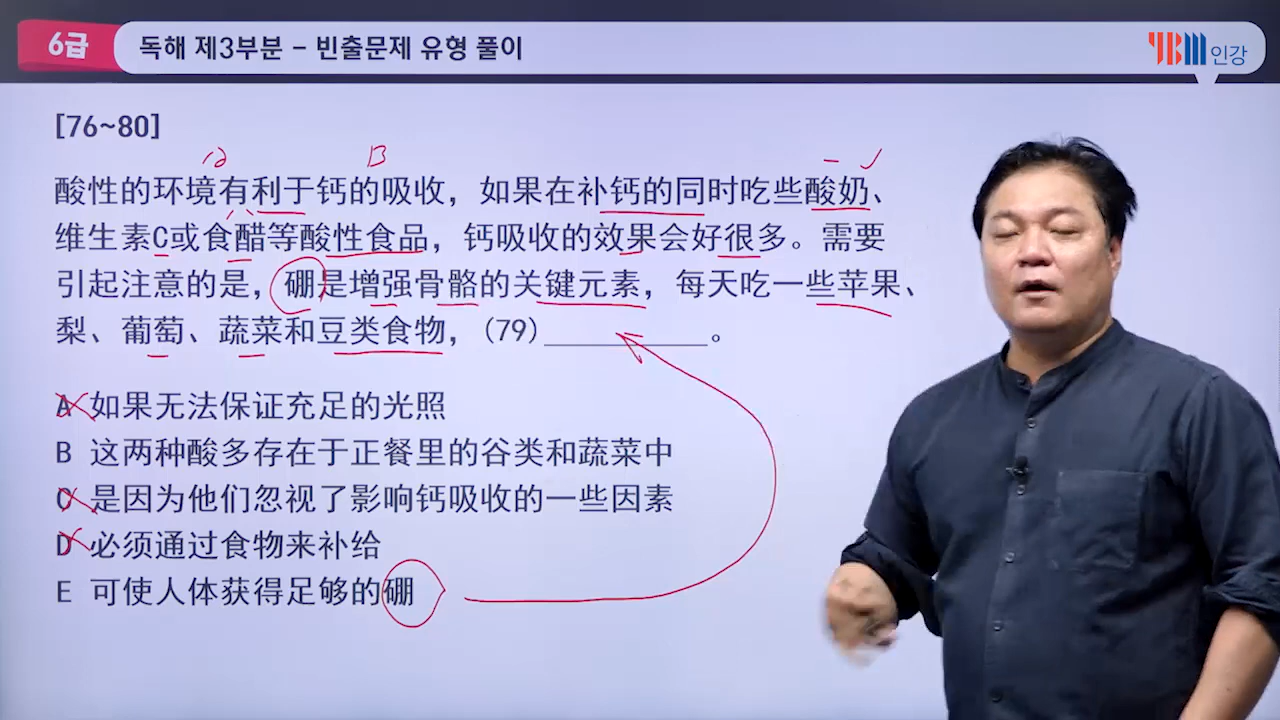 6급
독해 제3부분 - 빈출문제 유형 풀이
YBM 인강
[76~80]
A B
酸性的环境有利于钙的吸收，如果在补钙的同时吃些酸奶、
维生素C或食醋等酸性食品，钙吸收的效果会好很多。需要
引起注意的是，硼是增强骨骼的关键元素，每天吃一些苹果、
梨、葡萄、蔬菜和豆类食物，(79)__________。
A 如果无法保证充足的光照
B 这两种酸多存在于正餐里的谷类和蔬菜中
C 是因为他们忽视了影响钙吸收的一些因素
D 必须通过食物来补给
E 可使人体获得足够的硼